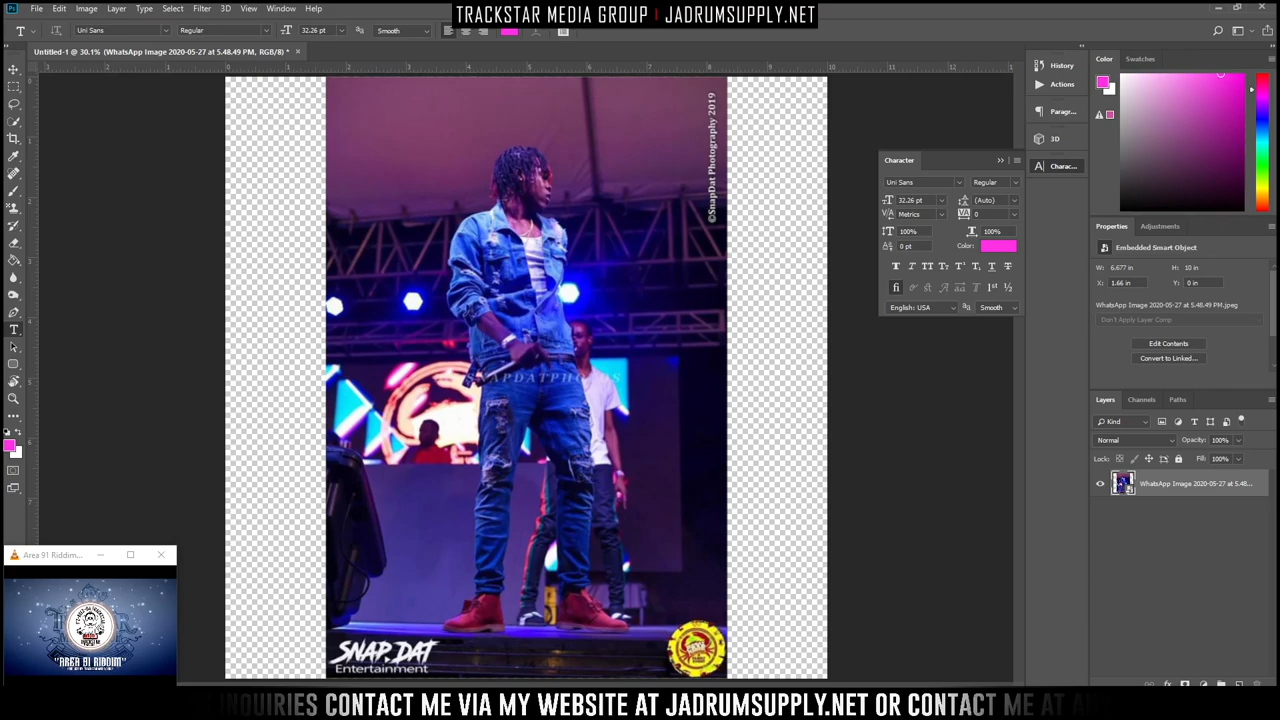 TRACKSTAR MEDIA GROUP | JADRUMSUPPLY.NET
File Edit Image Layer Type Select Filter 3D View Window Help
Uni Sans Regular 32.26 pt Smooth
Untitled-1 @ 30.1% (WhatsApp Image 2020-05-27 at 5.48.49 PM, RGB/8) *
©SnapDat Photography 2019
SNAPDATPHOTOS
SNAP.DAT
Entertainment
History
Actions
Paragr...
3D
Charac...
Character
Uni Sans Regular
32.26 pt (Auto)
Metrics 0
100% 100%
0 pt Color:
English: USA Smooth
Color Swatches
Properties Adjustments
Embedded Smart Object
W: 6.677 in H: 10 in
X: 1.66 in Y: 0 in
WhatsApp Image 2020-05-27 at 5.48.49 PM.jpeg
Don't Apply Layer Comp
Edit Contents
Convert to Linked...
Layers Channels Paths
Kind
Normal Opacity: 100%
Lock: Fill: 100%
WhatsApp Image 2020-05-27 at 5.48...
Area 91 Riddim...
"AREA 91 RIDDIM"
INQUIRIES CONTACT ME VIA MY WEBSITE AT JADRUMSUPPLY.NET OR CONTACT ME AT